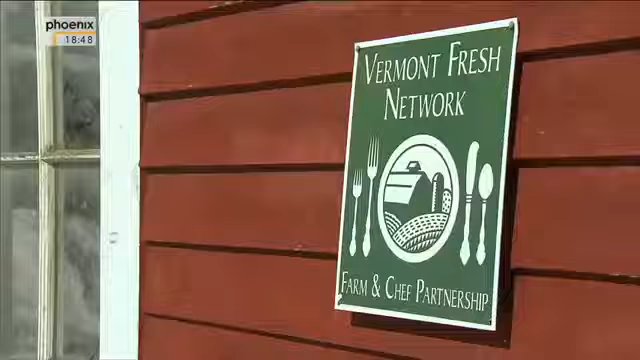 phoenix
18:48
VERMONT FRESH
NETWORK
FARM & CHEF PARTNERSHIP